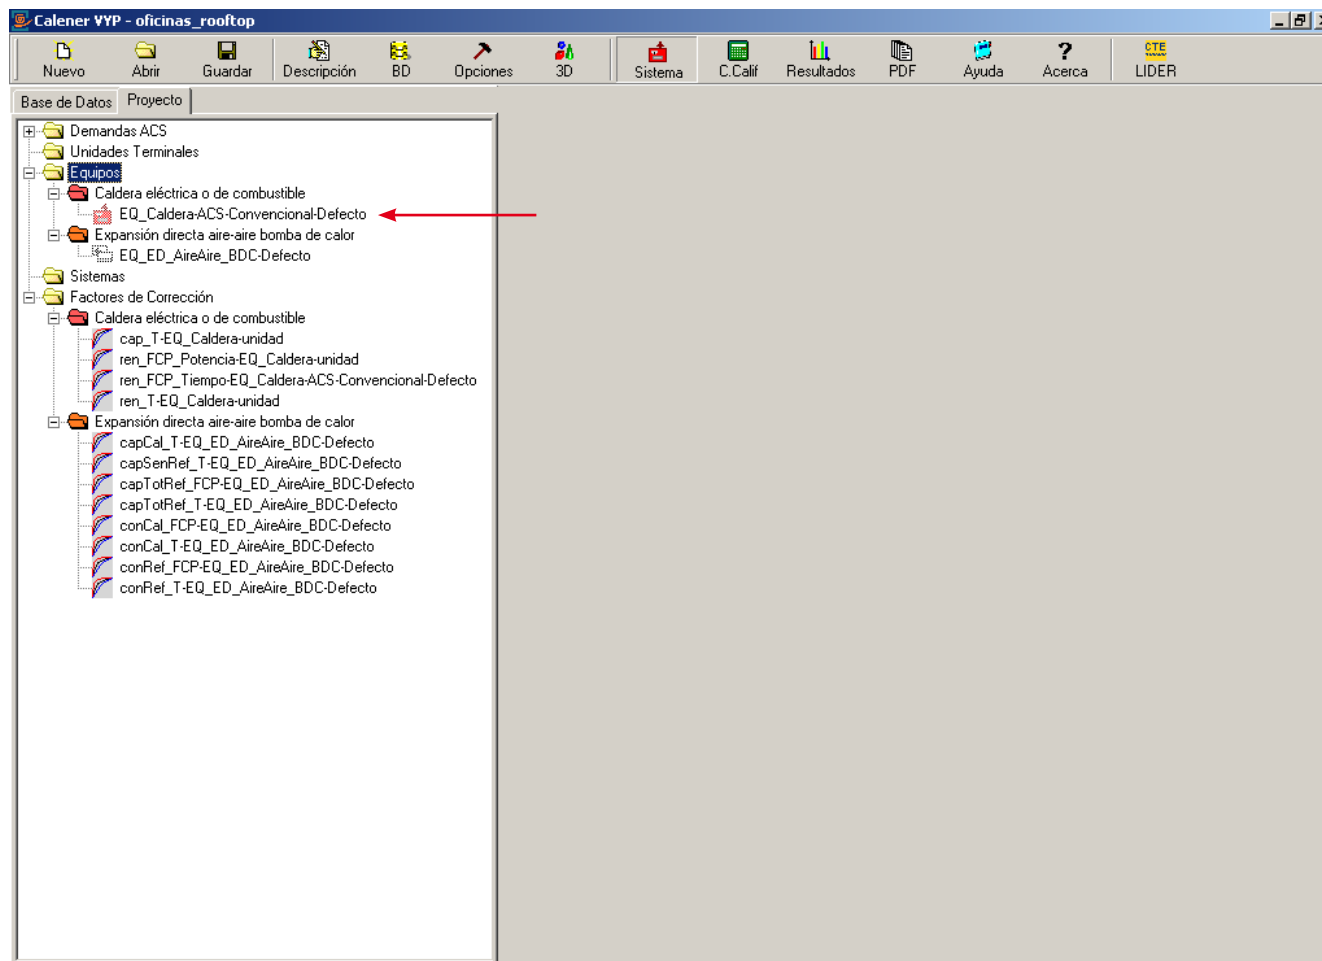 Calener VYP - oficinas_rooftop
Nuevo Abrir Guardar Descripción BD Opciones 3D Sistema C.Calif Resultados PDF Ayuda ? Acerca CTE LIDER
Base de Datos Proyecto
Demandas ACS
Unidades Terminales
Equipos
Caldera eléctrica o de combustible
EQ_Caldera-ACS-Convencional-Defecto
Expansión directa aire-aire bomba de calor
EQ_ED_AireAire_BDC-Defecto
Sistemas
Factores de Corrección
Caldera eléctrica o de combustible
cap_T-EQ_Caldera-unidad
ren_FCP_Potencia-EQ_Caldera-unidad
ren_FCP_Tiempo-EQ_Caldera-ACS-Convencional-Defecto
ren_T-EQ_Caldera-unidad
Expansión directa aire-aire bomba de calor
capCal_T-EQ_ED_AireAire_BDC-Defecto
capSenRef_T-EQ_ED_AireAire_BDC-Defecto
capTotRef_FCP-EQ_ED_AireAire_BDC-Defecto
capTotRef_T-EQ_ED_AireAire_BDC-Defecto
conCal_FCP-EQ_ED_AireAire_BDC-Defecto
conCal_T-EQ_ED_AireAire_BDC-Defecto
conRef_FCP-EQ_ED_AireAire_BDC-Defecto
conRef_T-EQ_ED_AireAire_BDC-Defecto